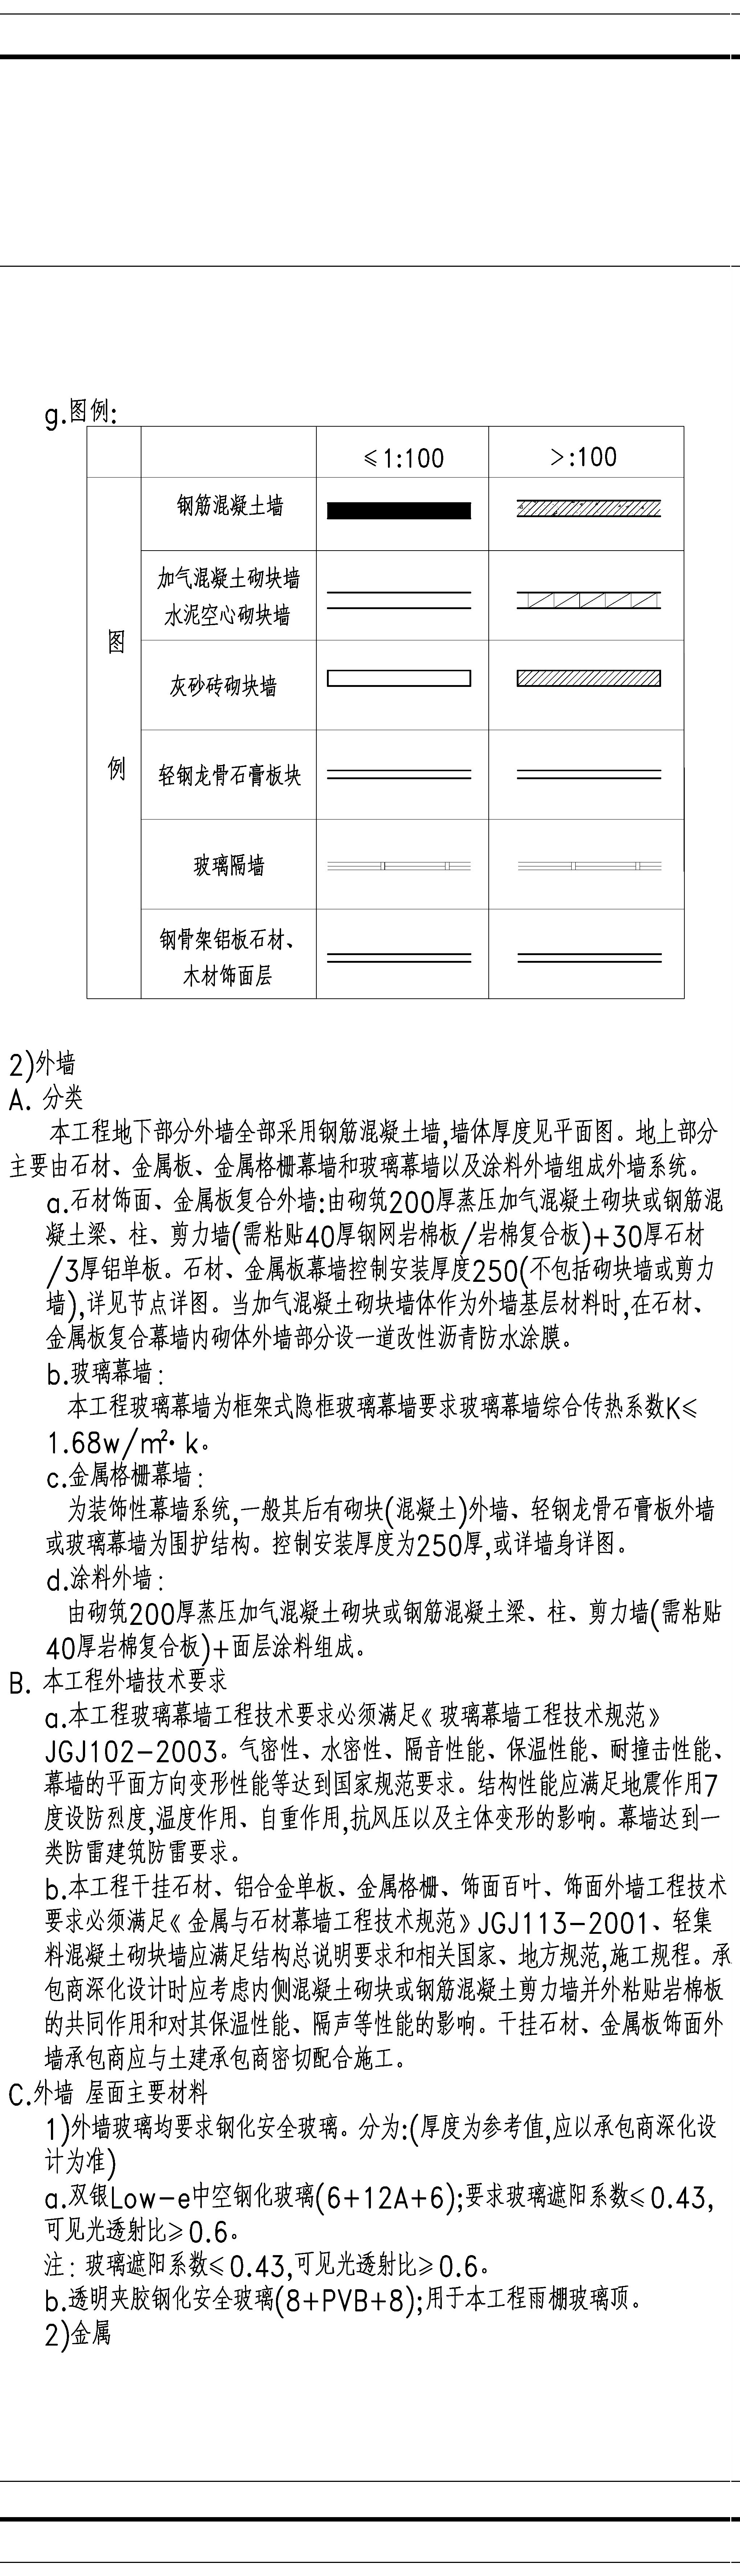 g.图例:
≤1:100 >:100
钢筋混凝土墙
加气混凝土砌块墙
水泥空心砌块墙
图
灰砂砖砌块墙
例
轻钢龙骨石膏板块
玻璃隔墙
钢骨架铝板石材、
木材饰面层
2)外墙
A. 分类
本工程地下部分外墙全部采用钢筋混凝土墙,墙体厚度见平面图。地上部分
主要由石材、金属板、金属格栅幕墙和玻璃幕墙以及涂料外墙组成外墙系统。
a.石材饰面、金属板复合外墙:由砌筑200厚蒸压加气混凝土砌块或钢筋混
凝土梁、柱、剪力墙(需粘贴40厚钢网岩棉板/岩棉复合板)+30厚石材
/3厚铝单板。石材、金属板幕墙控制安装厚度250(不包括砌块墙或剪力
墙),详见节点详图。当加气混凝土砌块墙体作为外墙基层材料时,在石材、
金属板复合幕墙内砌体外墙部分设一道改性沥青防水涂膜。
b.玻璃幕墙:
本工程玻璃幕墙为框架式隐框玻璃幕墙要求玻璃幕墙综合传热系数K≤
1.68w/m²·k。
c.金属格栅幕墙:
为装饰性幕墙系统,一般其后有砌块(混凝土)外墙、轻钢龙骨石膏板外墙
或玻璃幕墙为围护结构。控制安装厚度为250厚,或详墙身详图。
d.涂料外墙:
由砌筑200厚蒸压加气混凝土砌块或钢筋混凝土梁、柱、剪力墙(需粘贴
40厚岩棉复合板)+面层涂料组成。
B. 本工程外墙技术要求
a.本工程玻璃幕墙工程技术要求必须满足《玻璃幕墙工程技术规范》
JGJ102-2003。气密性、水密性、隔音性能、保温性能、耐撞击性能、
幕墙的平面方向变形性能等达到国家规范要求。结构性能应满足地震作用7
度设防烈度,温度作用、自重作用,抗风压以及主体变形的影响。幕墙达到一
类防雷建筑防雷要求。
b.本工程干挂石材、铝合金单板、金属格栅、饰面百叶、饰面外墙工程技术
要求必须满足《金属与石材幕墙工程技术规范》JGJ113-2001、轻集
料混凝土砌块墙应满足结构总说明要求和相关国家、地方规范,施工规程。承
包商深化设计时应考虑内侧混凝土砌块或钢筋混凝土剪力墙并外粘贴岩棉板
的共同作用和对其保温性能、隔声等性能的影响。干挂石材、金属板饰面外
墙承包商应与土建承包商密切配合施工。
C.外墙 屋面主要材料
1)外墙玻璃均要求钢化安全玻璃。分为:(厚度为参考值,应以承包商深化设
计为准)
a.双银Low-e中空钢化玻璃(6+12A+6);要求玻璃遮阳系数≤0.43,
可见光透射比≥0.6。
注: 玻璃遮阳系数≤0.43,可见光透射比≥0.6。
b.透明夹胶钢化安全玻璃(8+PVB+8);用于本工程雨棚玻璃顶。
2)金属